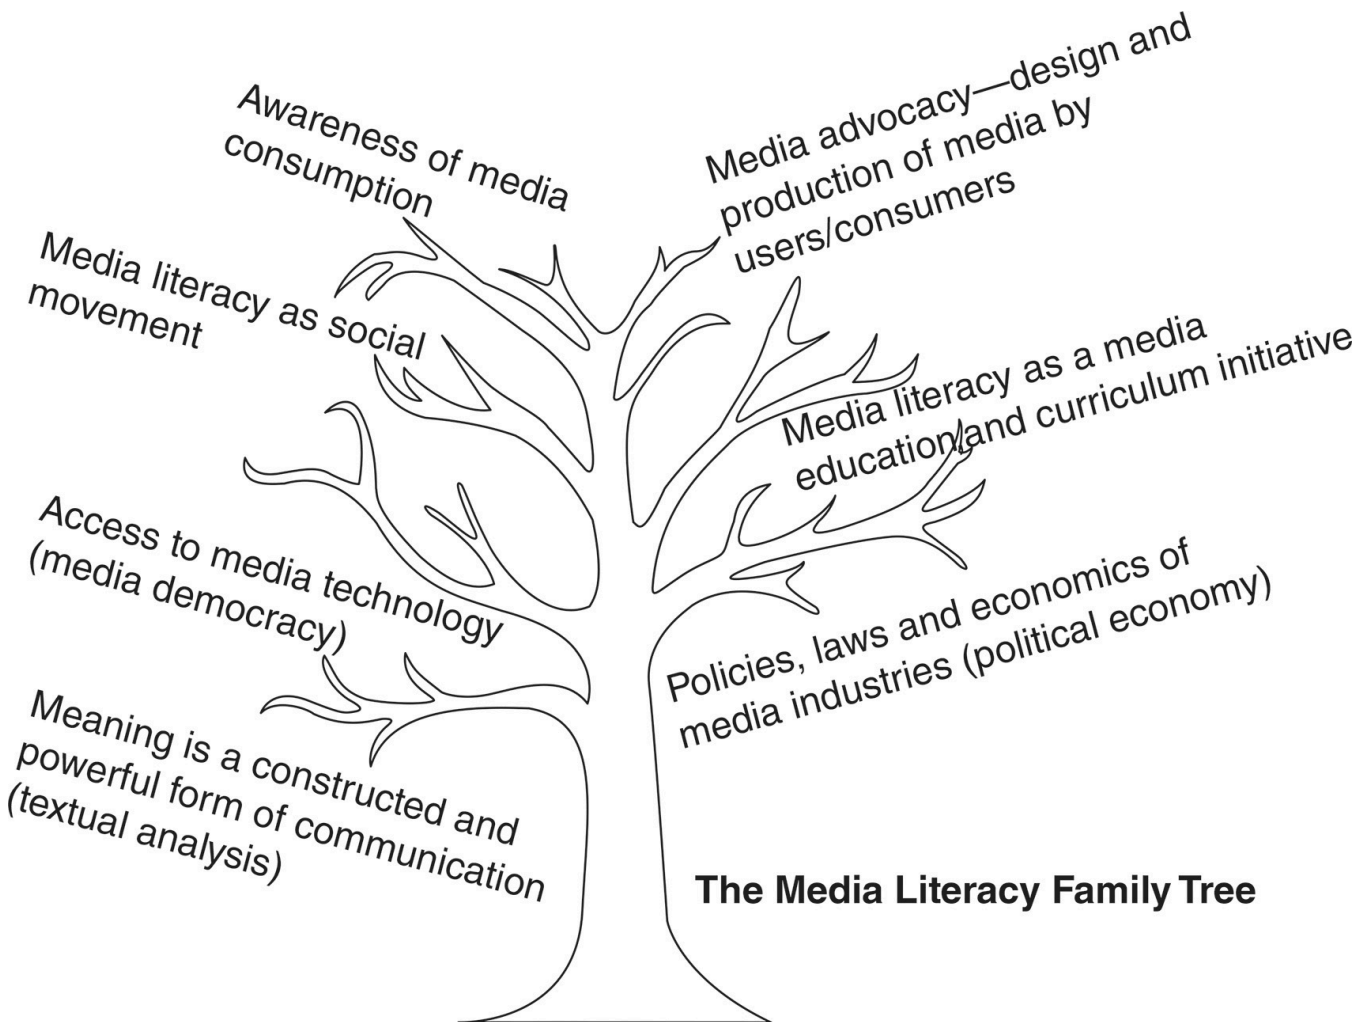 Awareness of media
consumption
Media advocacy—design and
production of media by
users/consumers
Media literacy as social
movement
Media literacy as a media
education and curriculum initiative
Access to media technology
(media democracy)
Policies, laws and economics of
media industries (political economy)
Meaning is a constructed and
powerful form of communication
(textual analysis)
The Media Literacy Family Tree